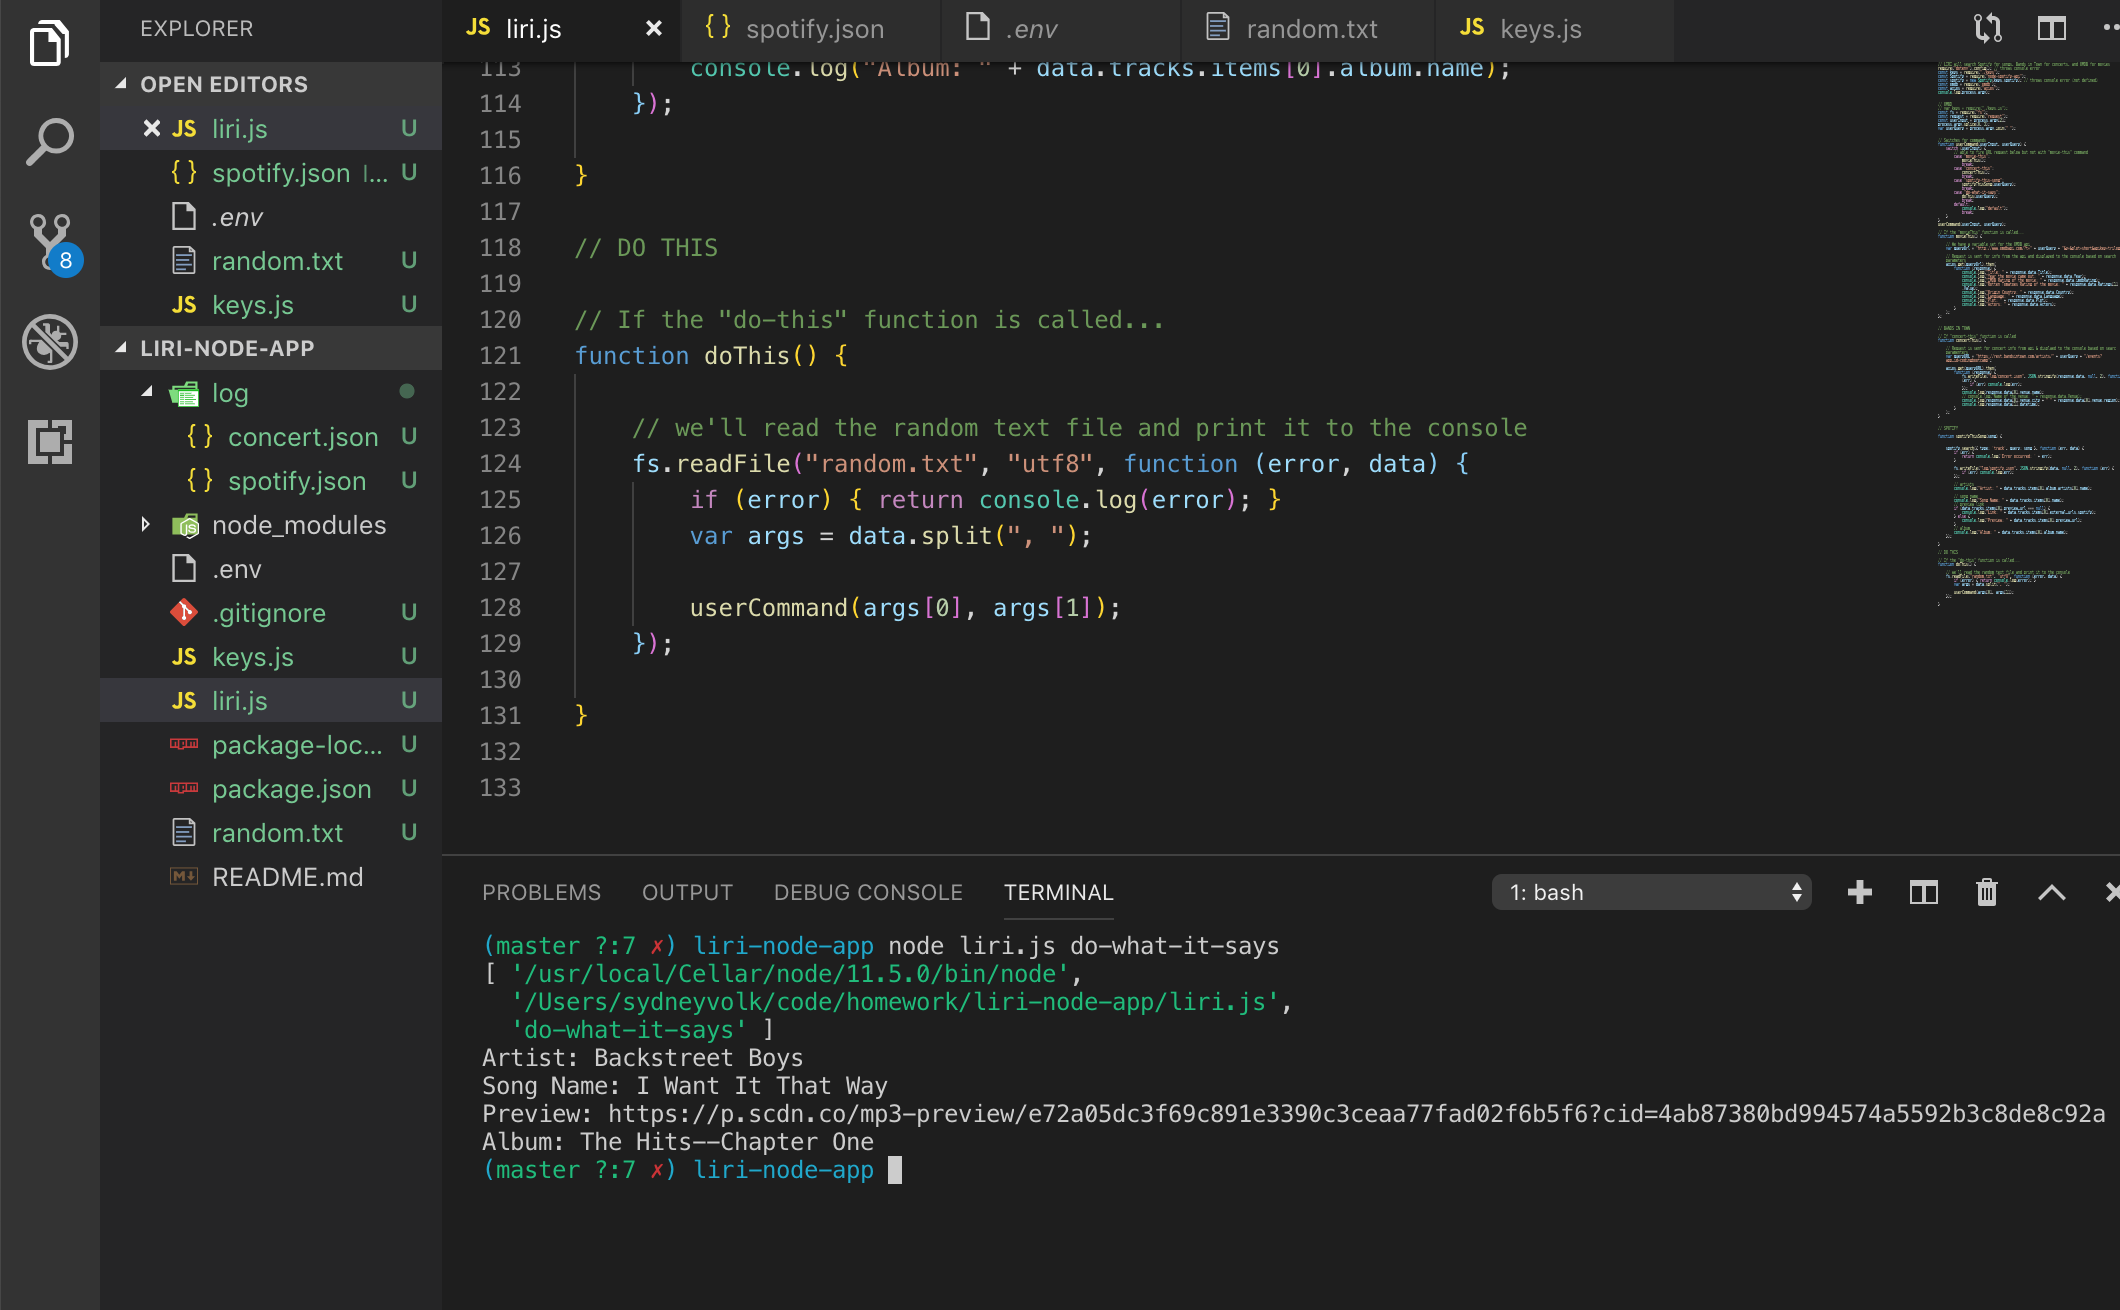 EXPLORER
OPEN EDITORS
JS liri.js U
{ } spotify.json l... U
.env
random.txt U
JS keys.js U
8
LIRI-NODE-APP
log
{ } concert.json U
{ } spotify.json U
node_modules
.env
.gitignore U
JS keys.js U
JS liri.js U
package-loc... U
package.json U
random.txt U
README.md
JS liri.js
{ } spotify.json
.env
random.txt
JS keys.js
113 console.log("Album: " + data.tracks.items[0].album.name);
114 });
115
116 }
117
118 // DO THIS
119
120 // If the "do-this" function is called...
121 function doThis() {
122
123 // we'll read the random text file and print it to the console
124 fs.readFile("random.txt", "utf8", function (error, data) {
125 if (error) { return console.log(error); }
126 var args = data.split(", ");
127
128 userCommand(args[0], args[1]);
129 });
130
131 }
132
133
PROBLEMS OUTPUT DEBUG CONSOLE TERMINAL
1: bash
(master ?:7 ✗) liri-node-app node liri.js do-what-it-says
[ '/usr/local/Cellar/node/11.5.0/bin/node',
'/Users/sydneyvolk/code/homework/liri-node-app/liri.js',
'do-what-it-says' ]
Artist: Backstreet Boys
Song Name: I Want It That Way
Preview: https://p.scdn.co/mp3-preview/e72a05dc3f69c891e3390c3ceaa77fad02f6b5f6?cid=4ab87380bd994574a5592b3c8de8c92a
Album: The Hits--Chapter One
(master ?:7 ✗) liri-node-app